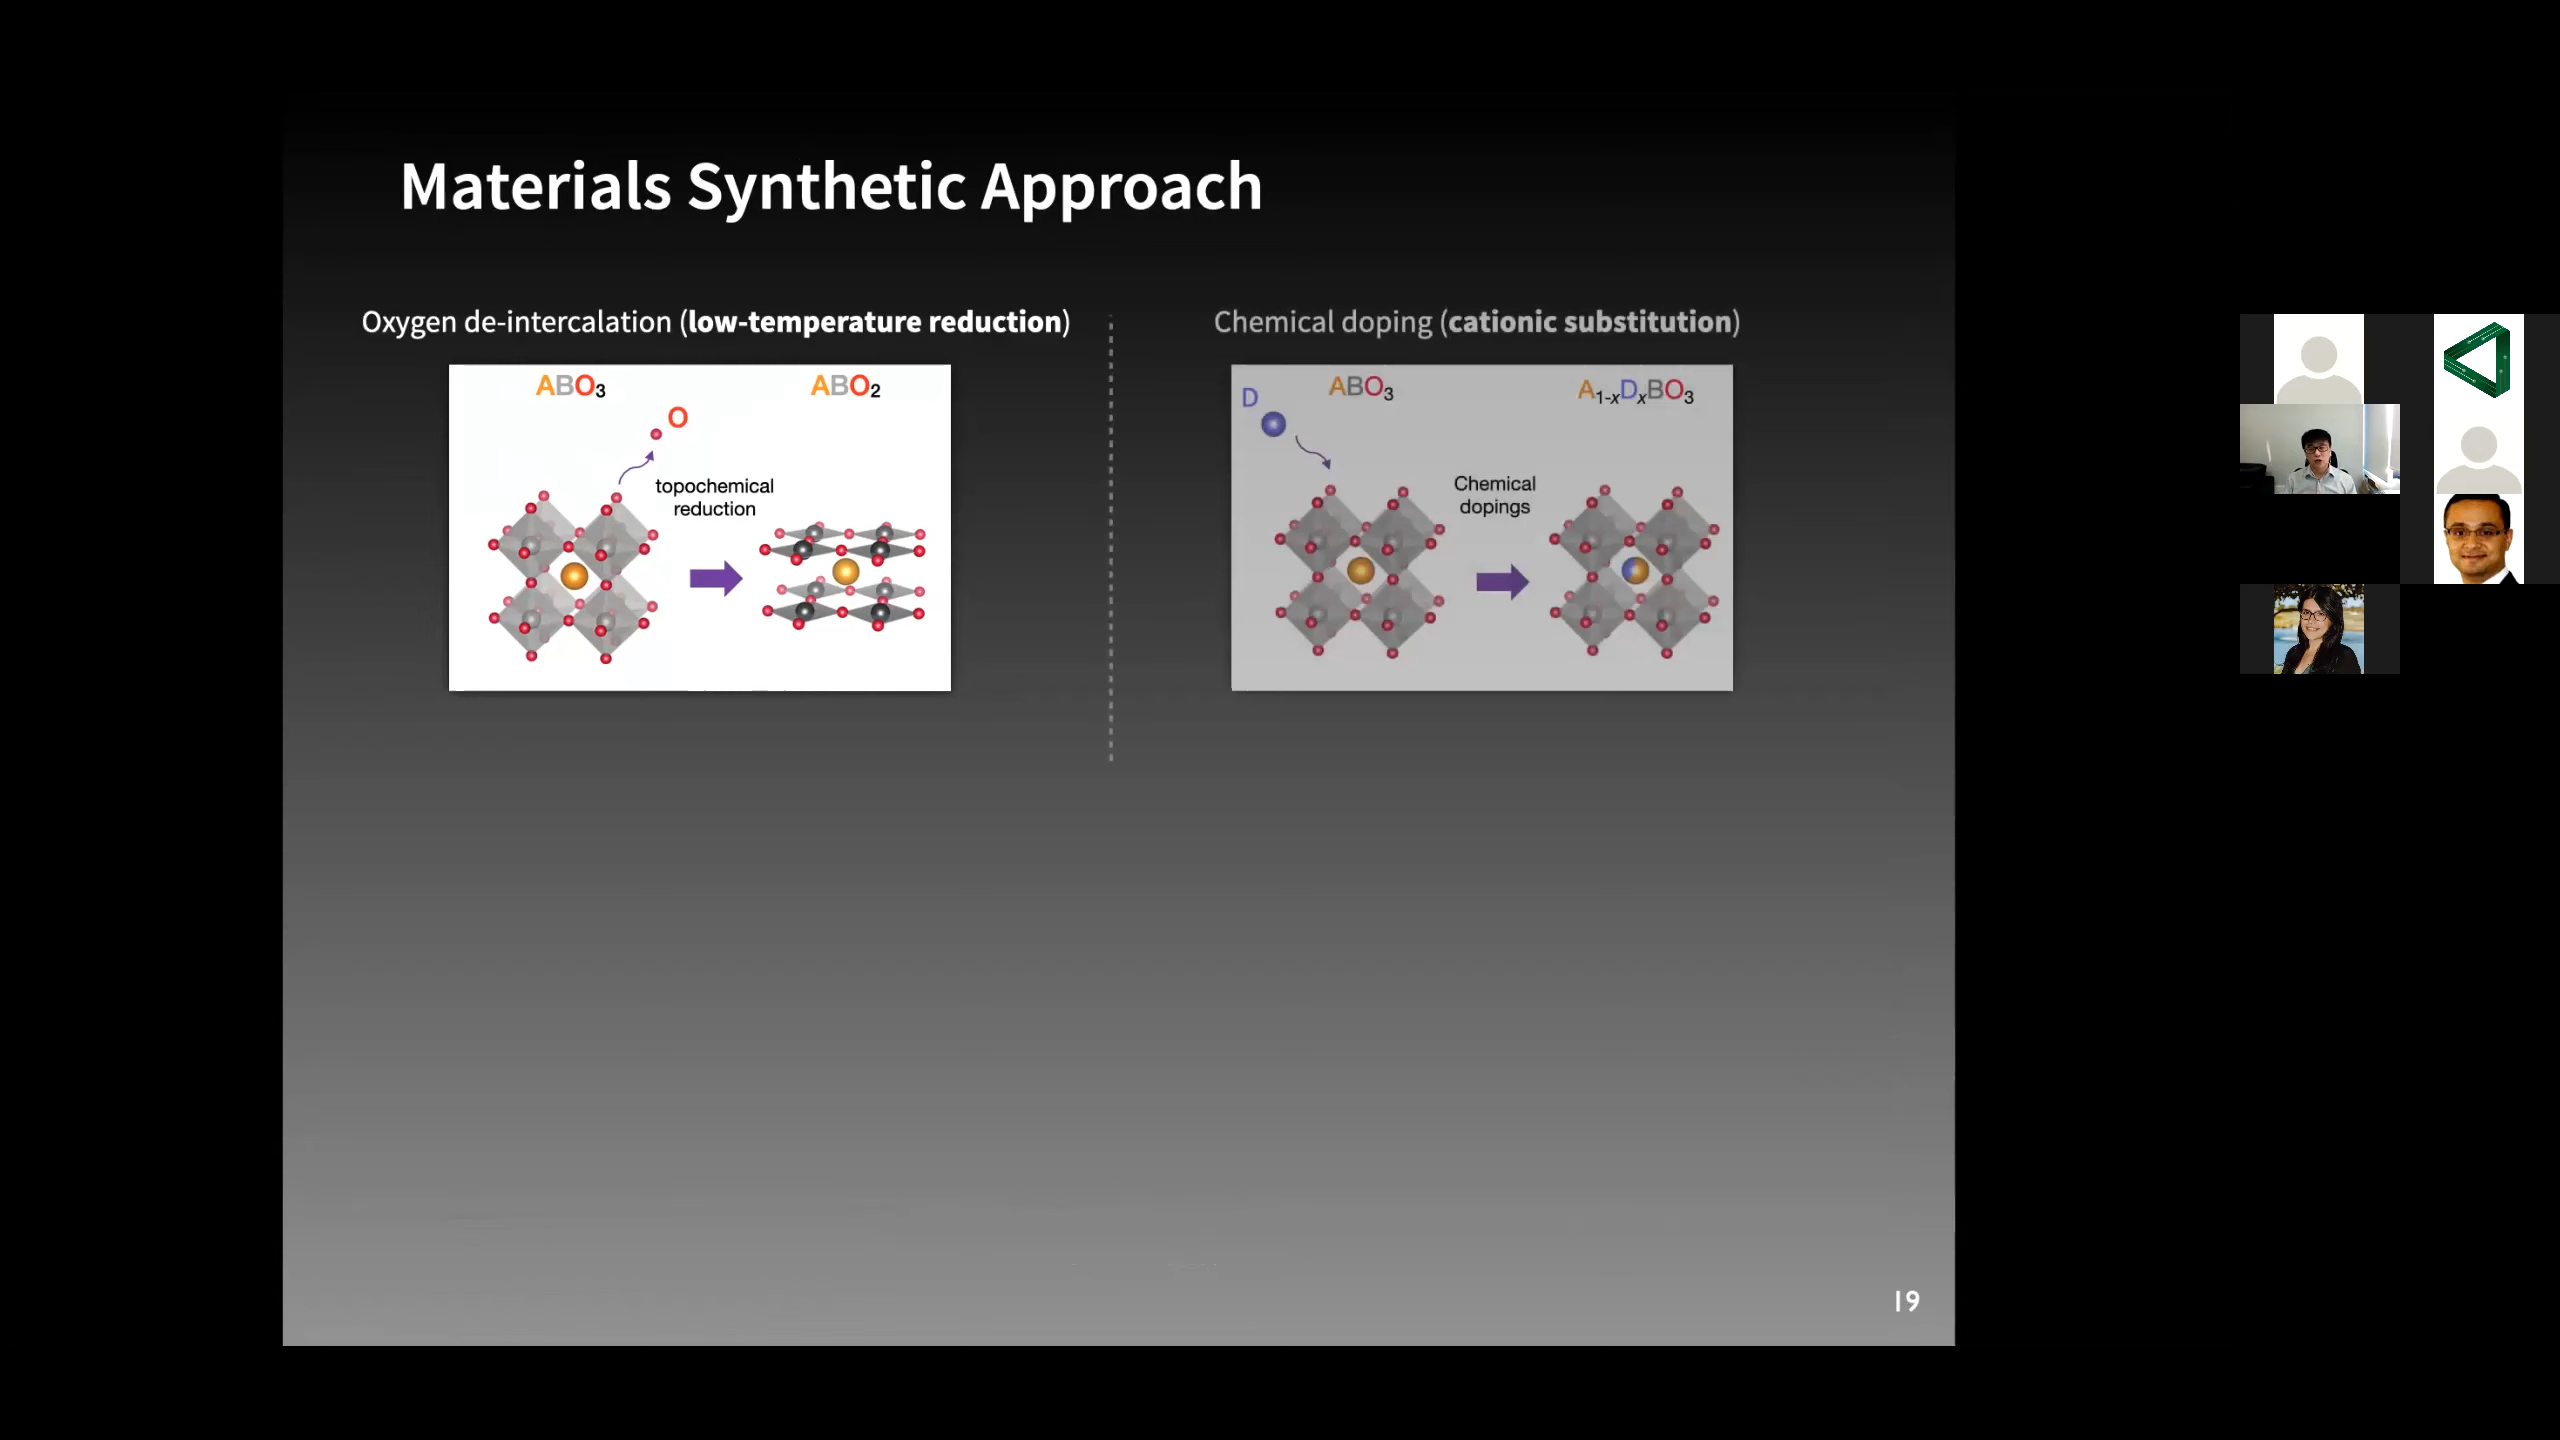 Materials Synthetic Approach
Oxygen de-intercalation (low-temperature reduction)
ABO3
ABO2
O
topochemical
reduction
Chemical doping (cationic substitution)
D
ABO3
A1-xDxBO3
Chemical
dopings
19